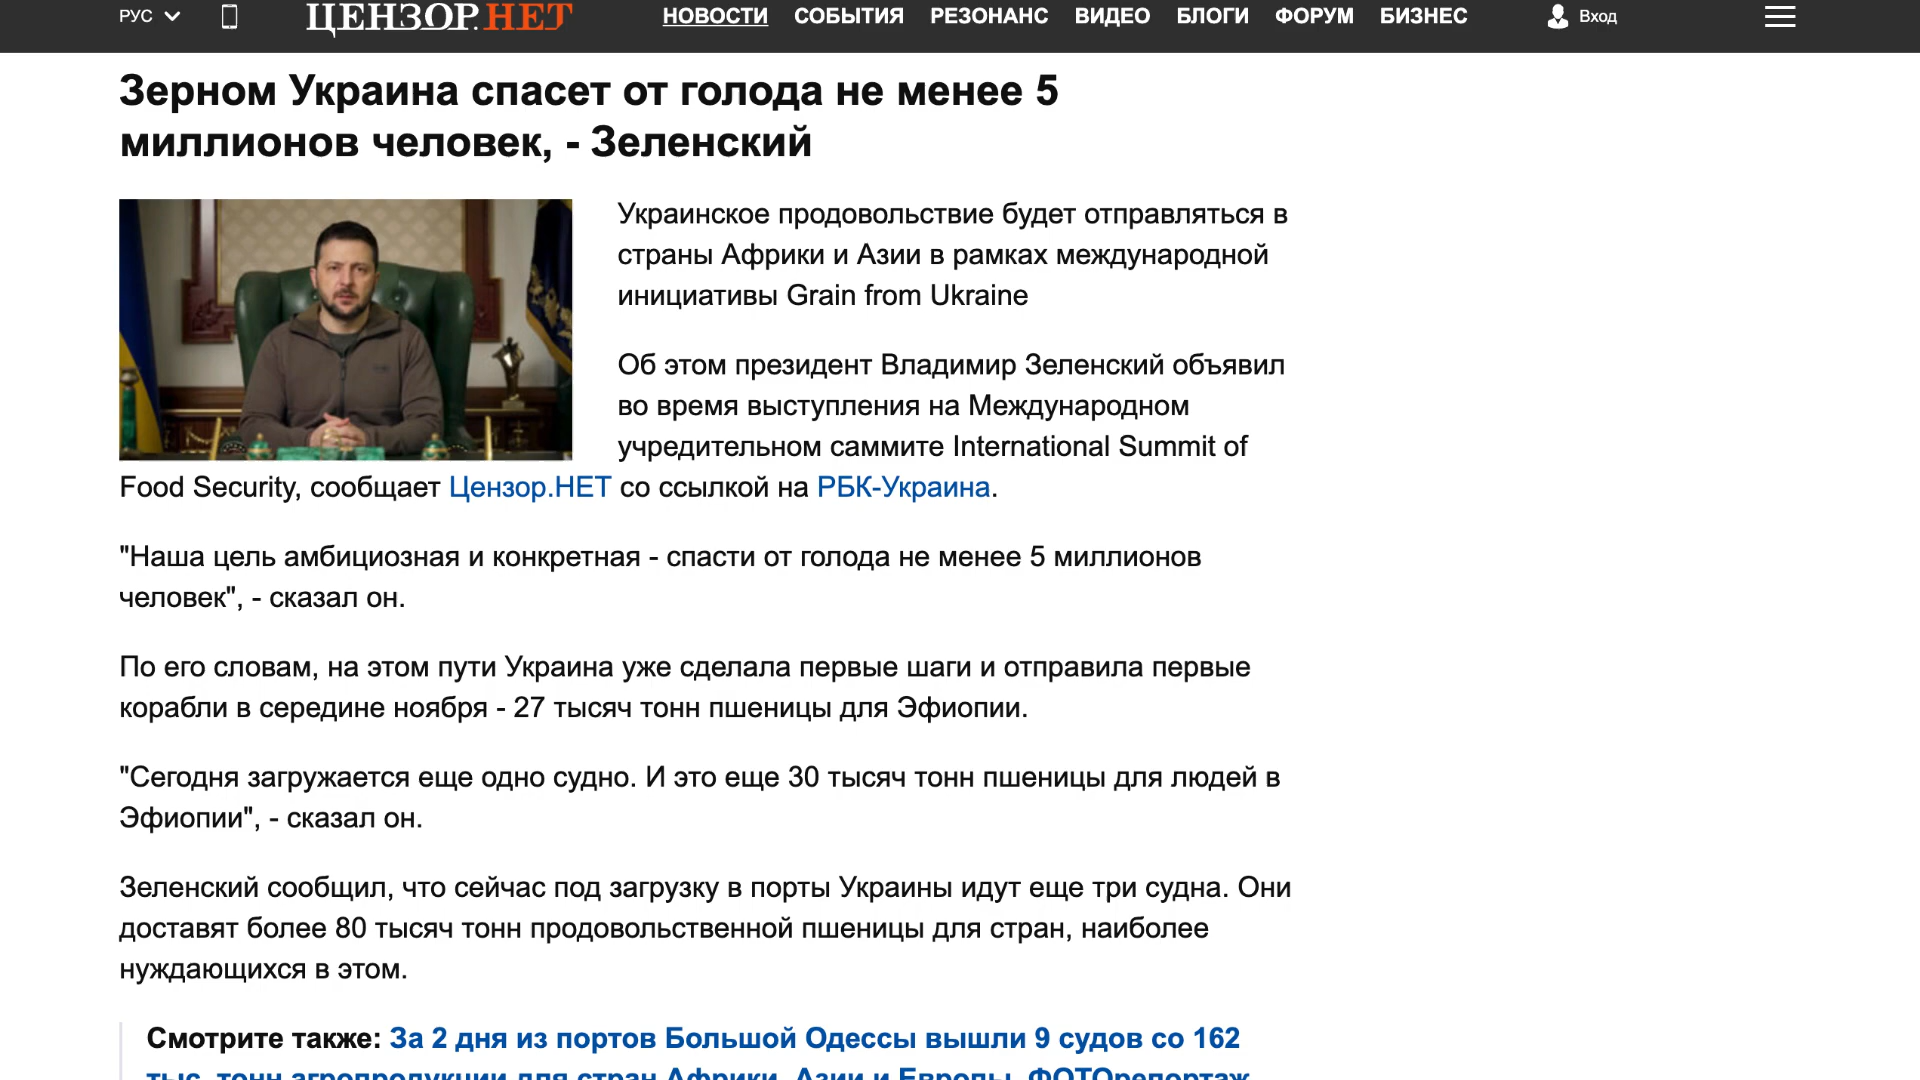 РУС
ЦЕНЗОР.НЕТ
НОВОСТИ СОБЫТИЯ РЕЗОНАНС ВИДЕО БЛОГИ ФОРУМ БИЗНЕС
Вход
Зерном Украина спасет от голода не менее 5
миллионов человек, - Зеленский
Украинское продовольствие будет отправляться в
страны Африки и Азии в рамках международной
инициативы Grain from Ukraine
Об этом президент Владимир Зеленский объявил
во время выступления на Международном
учредительном саммите International Summit of
Food Security, сообщает Цензор.НЕТ со ссылкой на РБК-Украина.
"Наша цель амбициозная и конкретная - спасти от голода не менее 5 миллионов
человек", - сказал он.
По его словам, на этом пути Украина уже сделала первые шаги и отправила первые
корабли в середине ноября - 27 тысяч тонн пшеницы для Эфиопии.
"Сегодня загружается еще одно судно. И это еще 30 тысяч тонн пшеницы для людей в
Эфиопии", - сказал он.
Зеленский сообщил, что сейчас под загрузку в порты Украины идут еще три судна. Они
доставят более 80 тысяч тонн продовольственной пшеницы для стран, наиболее
нуждающихся в этом.
Смотрите также: За 2 дня из портов Большой Одессы вышли 9 судов со 162
тыс. тонн агропродукции для стран Африки, Азии и Европы. ФОТОрепортаж